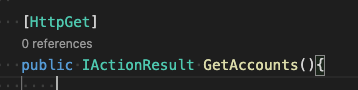 [HttpGet]
0 references
public IActionResult GetAccounts(){